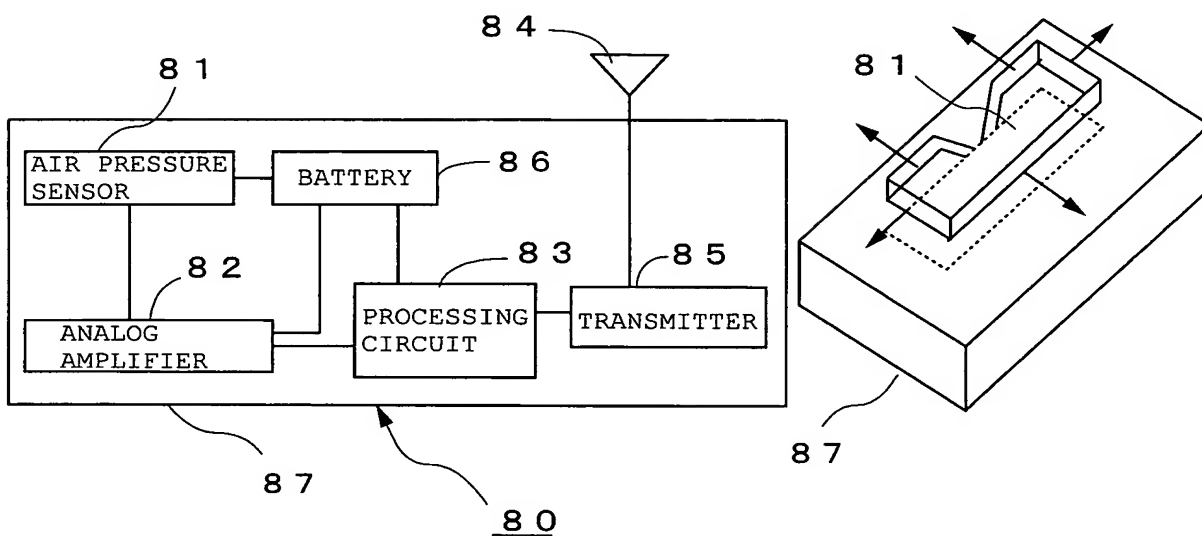 84
81
AIR PRESSURE
SENSOR
BATTERY
86
82
83
85
ANALOG
AMPLIFIER
PROCESSING
CIRCUIT
TRANSMITTER
87
80
81
87